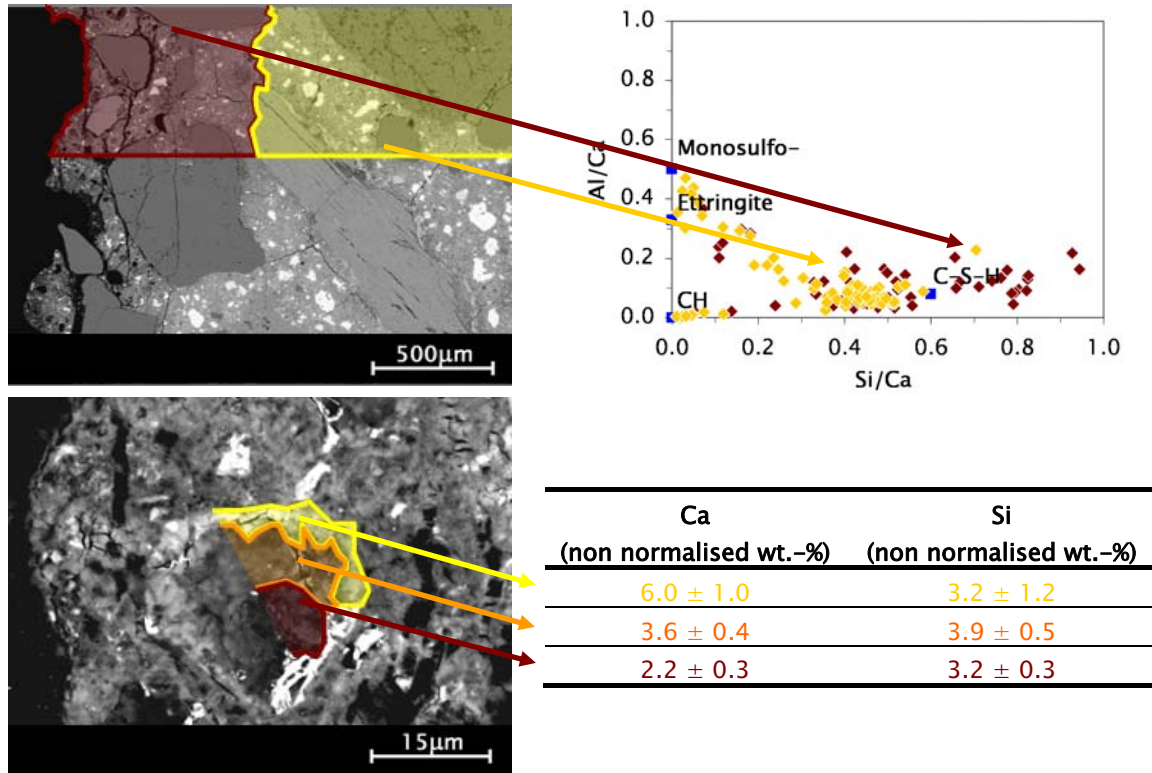 500µm
1.0
0.8
0.6
0.4
0.2
0.0
Al/Ca
Monosulfo-
Ettringite
C-S-H
CH
0.0 0.2 0.4 0.6 0.8 1.0
Si/Ca
15µm
Ca Si
(non normalised wt.-%) (non normalised wt.-%)
6.0 ± 1.0 3.2 ± 1.2
3.6 ± 0.4 3.9 ± 0.5
2.2 ± 0.3 3.2 ± 0.3